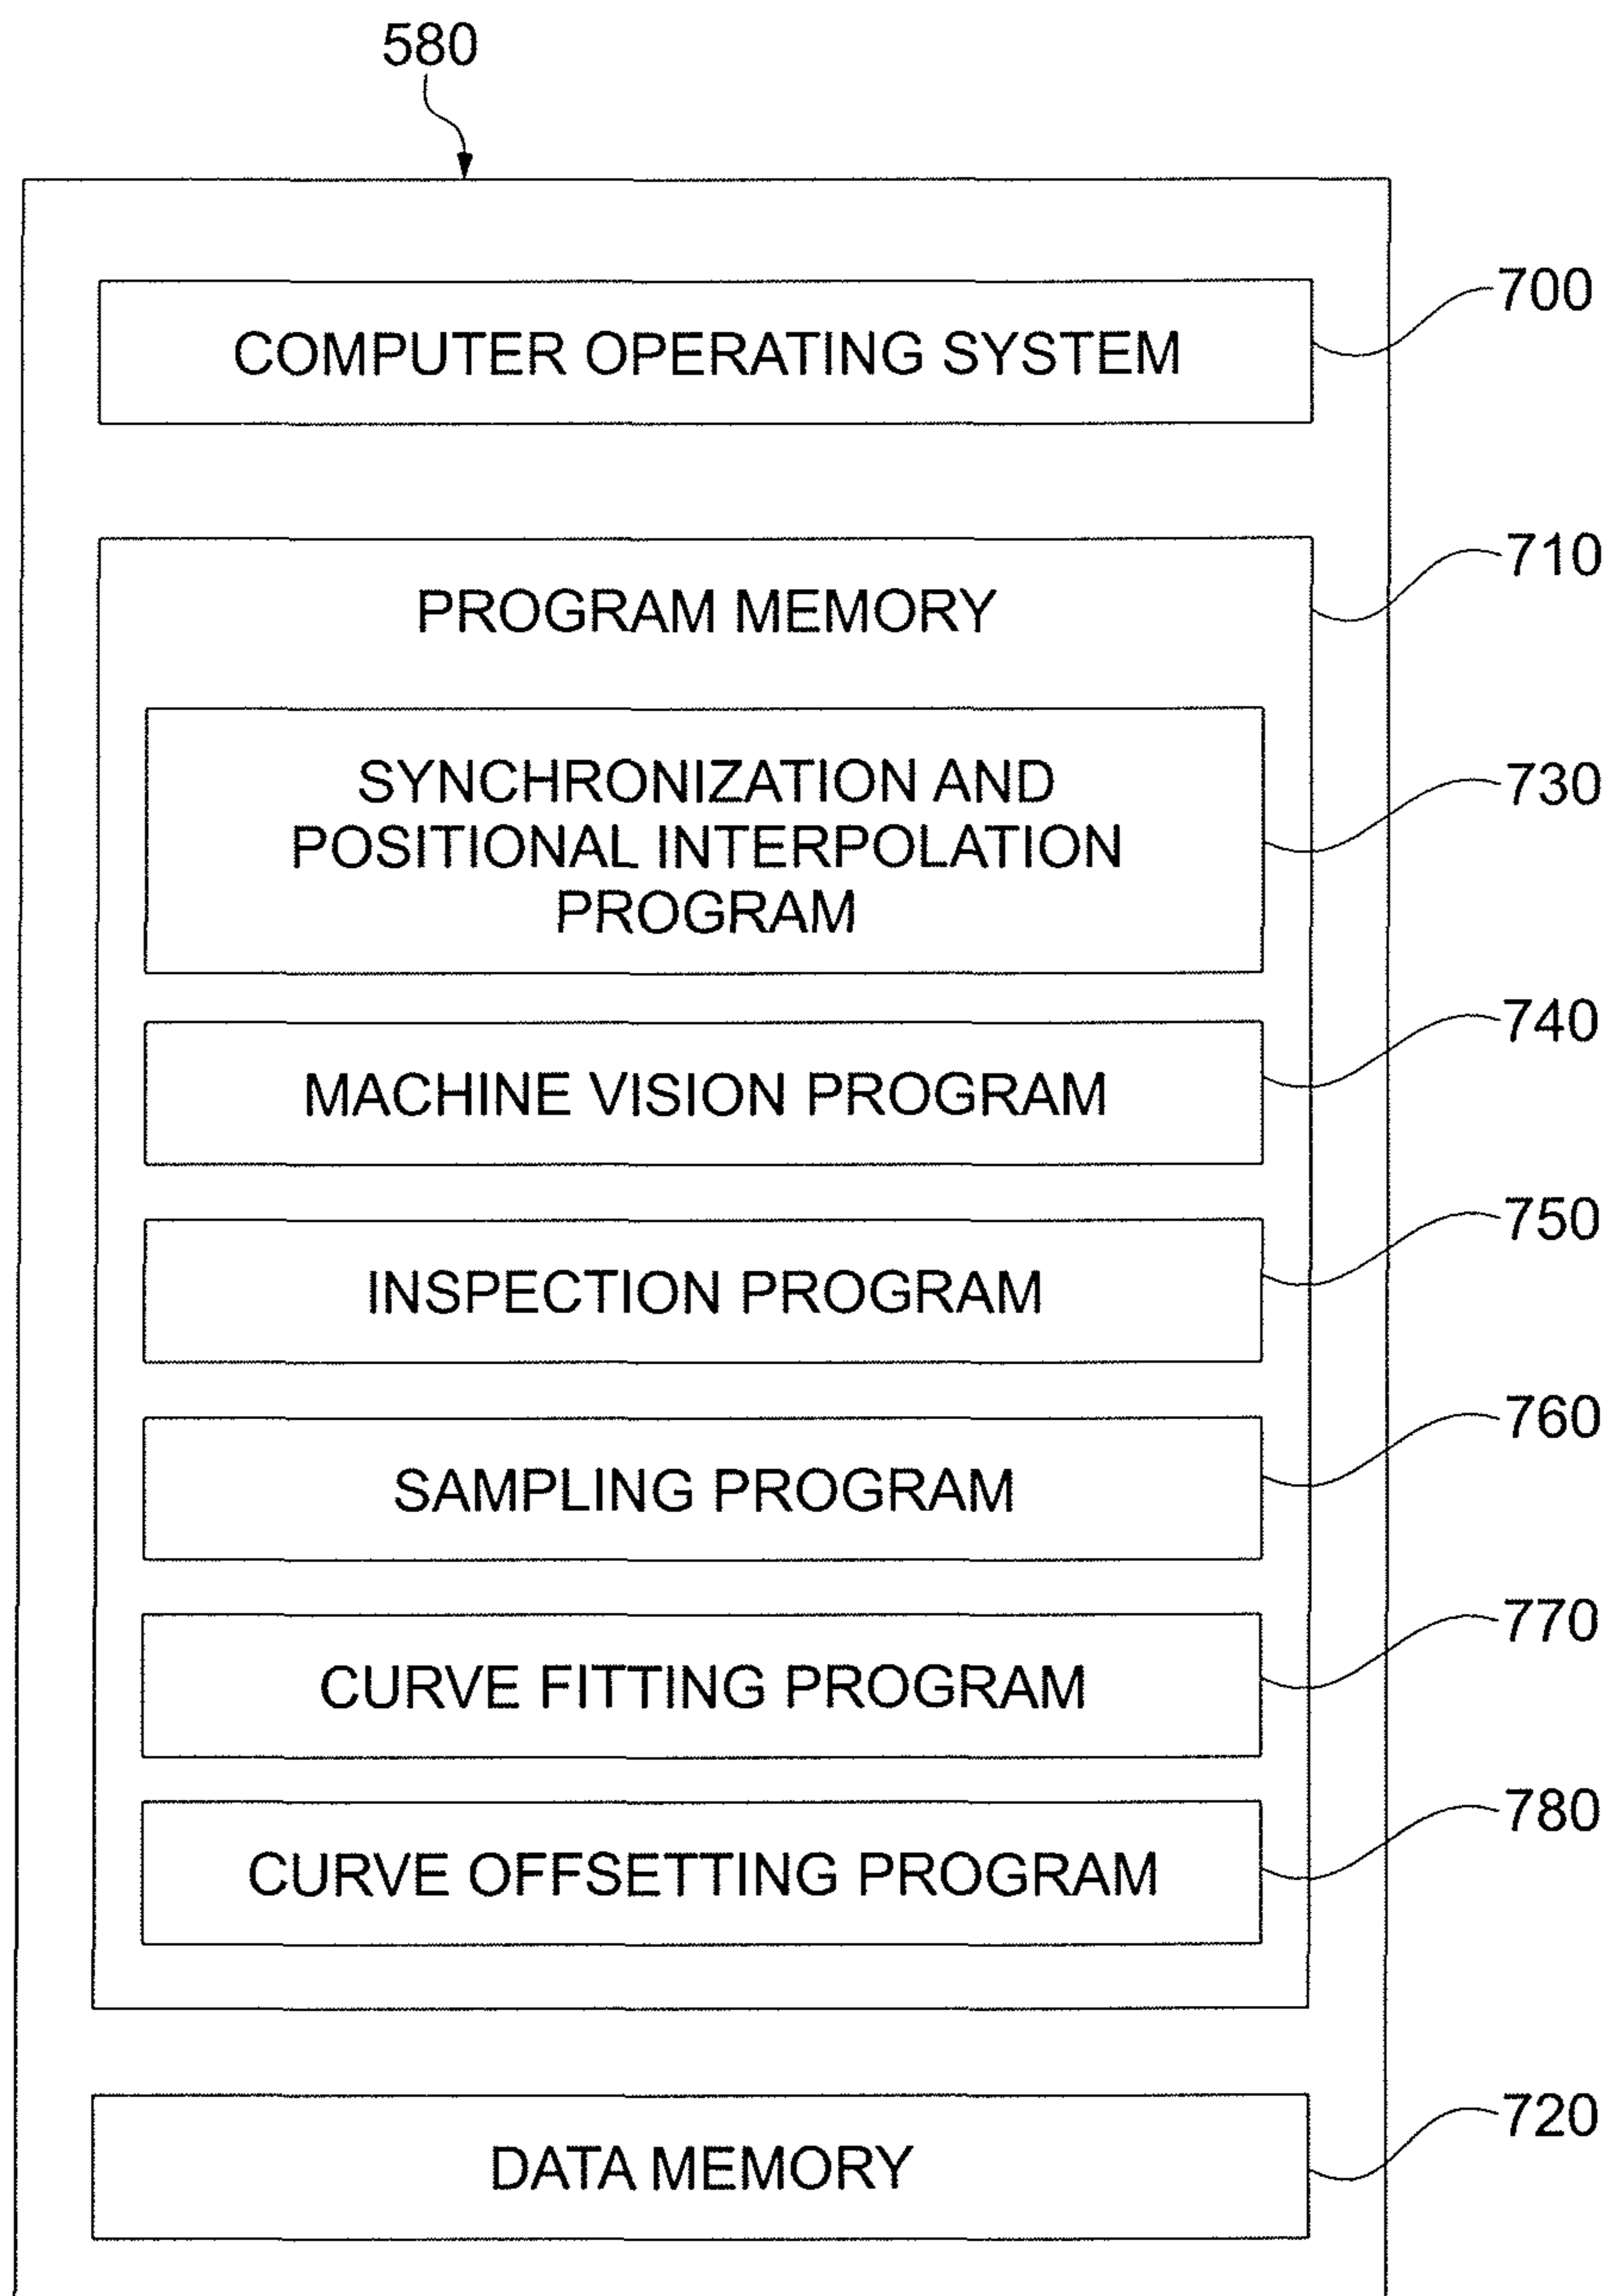 580
COMPUTER OPERATING SYSTEM
700
PROGRAM MEMORY
710
SYNCHRONIZATION AND
POSITIONAL INTERPOLATION
PROGRAM
730
MACHINE VISION PROGRAM
740
INSPECTION PROGRAM
750
SAMPLING PROGRAM
760
CURVE FITTING PROGRAM
770
CURVE OFFSETTING PROGRAM
780
DATA MEMORY
720